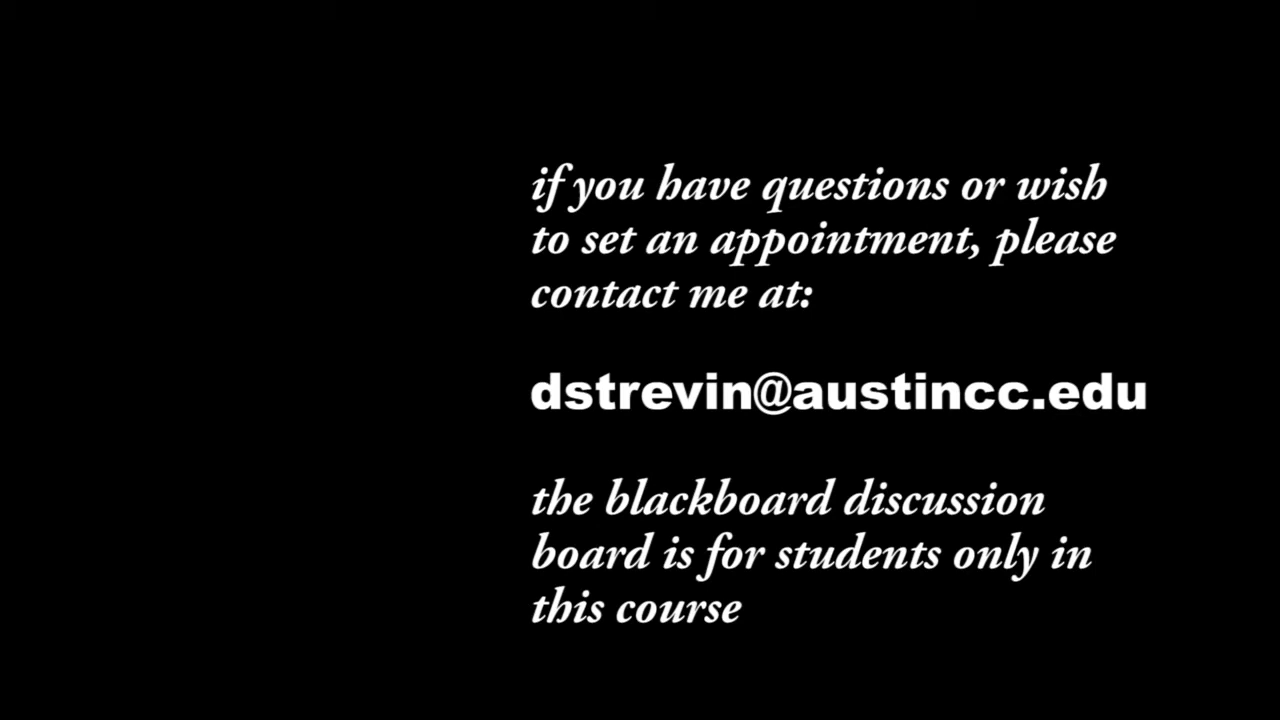 if you have questions or wish
to set an appointment, please
contact me at:
dstrevin@austincc.edu
the blackboard discussion
board is for students only in
this course